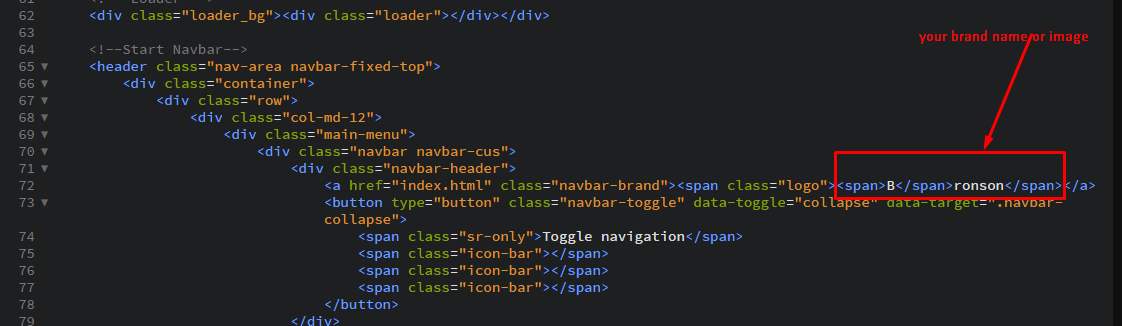 61 <!-- Loader -->
62 <div class="loader_bg"><div class="loader"></div></div>
63
your brand name or image
64 <!--Start Navbar-->
65 ▼ <header class="nav-area navbar-fixed-top">
66 ▼ <div class="container">
67 ▼ <div class="row">
68 ▼ <div class="col-md-12">
69 ▼ <div class="main-menu">
70 ▼ <div class="navbar navbar-cus">
71 ▼ <div class="navbar-header">
72 <a href="index.html" class="navbar-brand"><span class="logo"><span>B</span>ronson</span></a>
73 ▼ <button type="button" class="navbar-toggle" data-toggle="collapse" data-target=".navbar-
collapse">
74 <span class="sr-only">Toggle navigation</span>
75 <span class="icon-bar"></span>
76 <span class="icon-bar"></span>
77 <span class="icon-bar"></span>
78 </button>
79 </div>